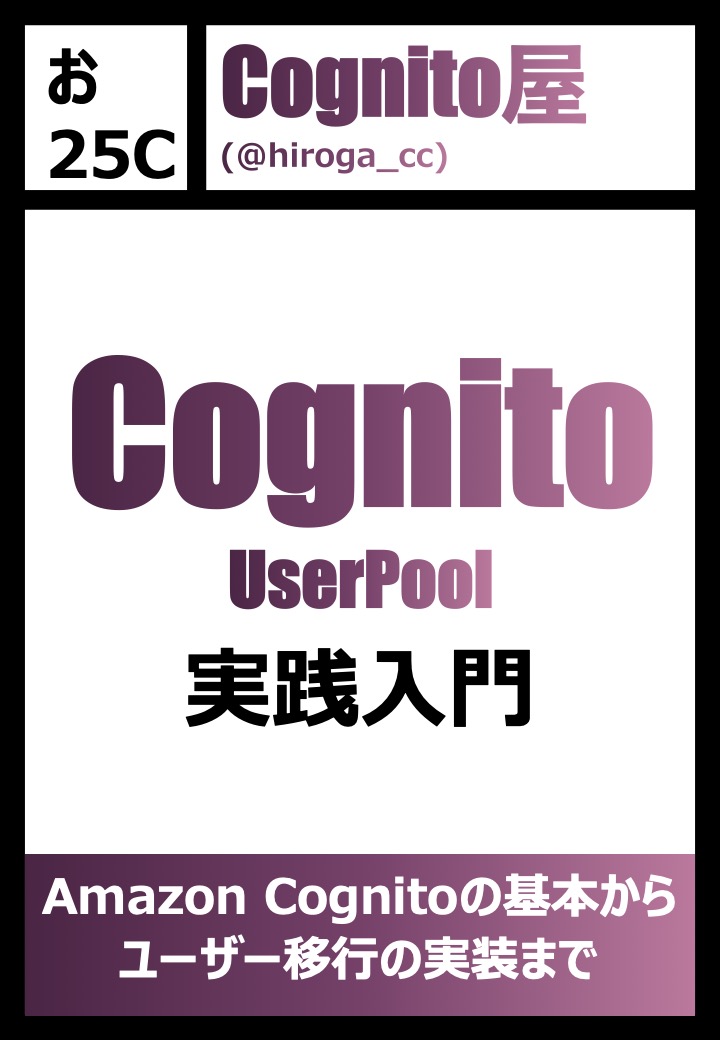 お
25C
Cognito屋
(@hiroga_cc)
Cognito
UserPool
実践入門
Amazon Cognitoの基本から
ユーザー移行の実装まで